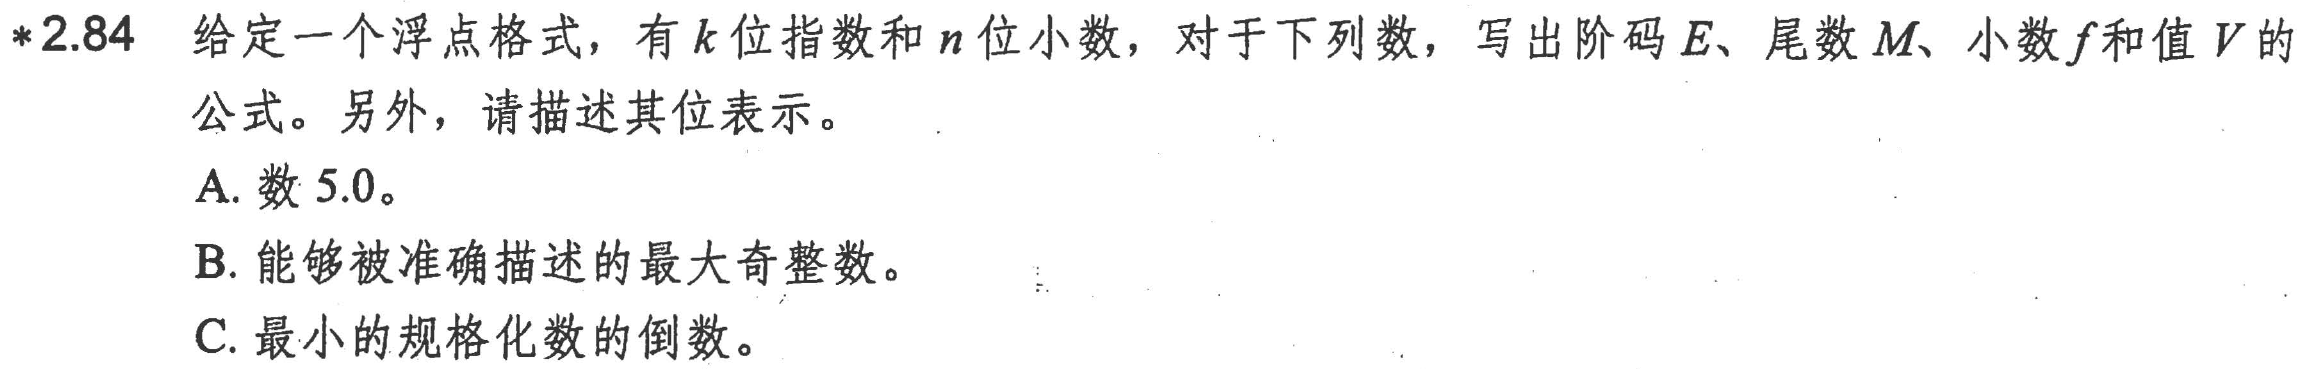 *2.84 给定一个浮点格式，有 k 位指数和 n 位小数，对于下列数，写出阶码 E、尾数 M、小数 f 和值 V 的
公式。另外，请描述其位表示。
A. 数 5.0。
B. 能够被准确描述的最大奇整数。
C. 最小的规格化数的倒数。